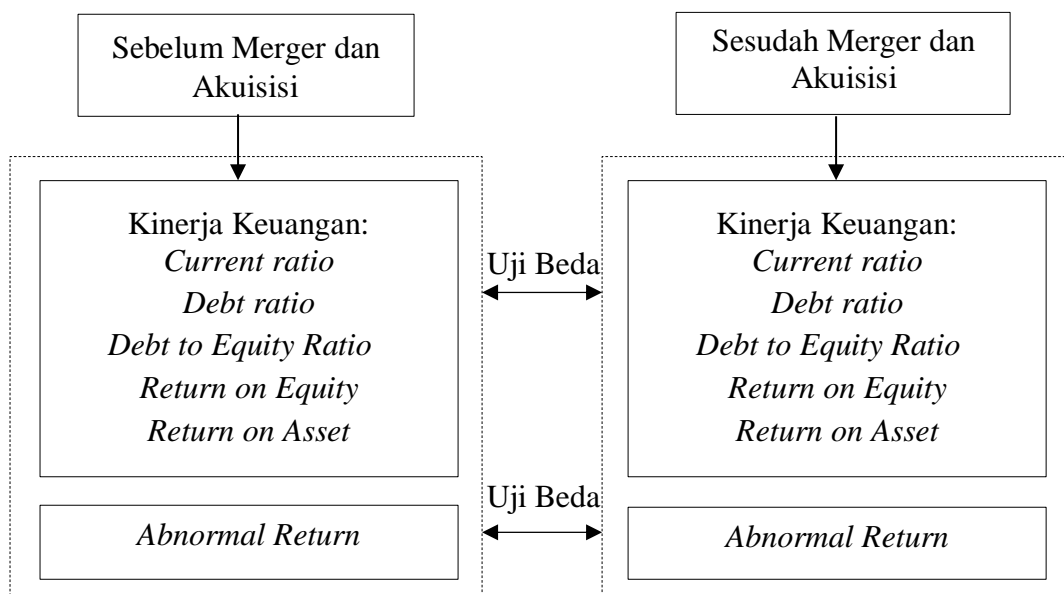 Sebelum Merger dan
Akuisisi
Sesudah Merger dan
Akuisisi
Kinerja Keuangan:
Current ratio
Debt ratio
Debt to Equity Ratio
Return on Equity
Return on Asset
Uji Beda
Kinerja Keuangan:
Current ratio
Debt ratio
Debt to Equity Ratio
Return on Equity
Return on Asset
Abnormal Return
Uji Beda
Abnormal Return